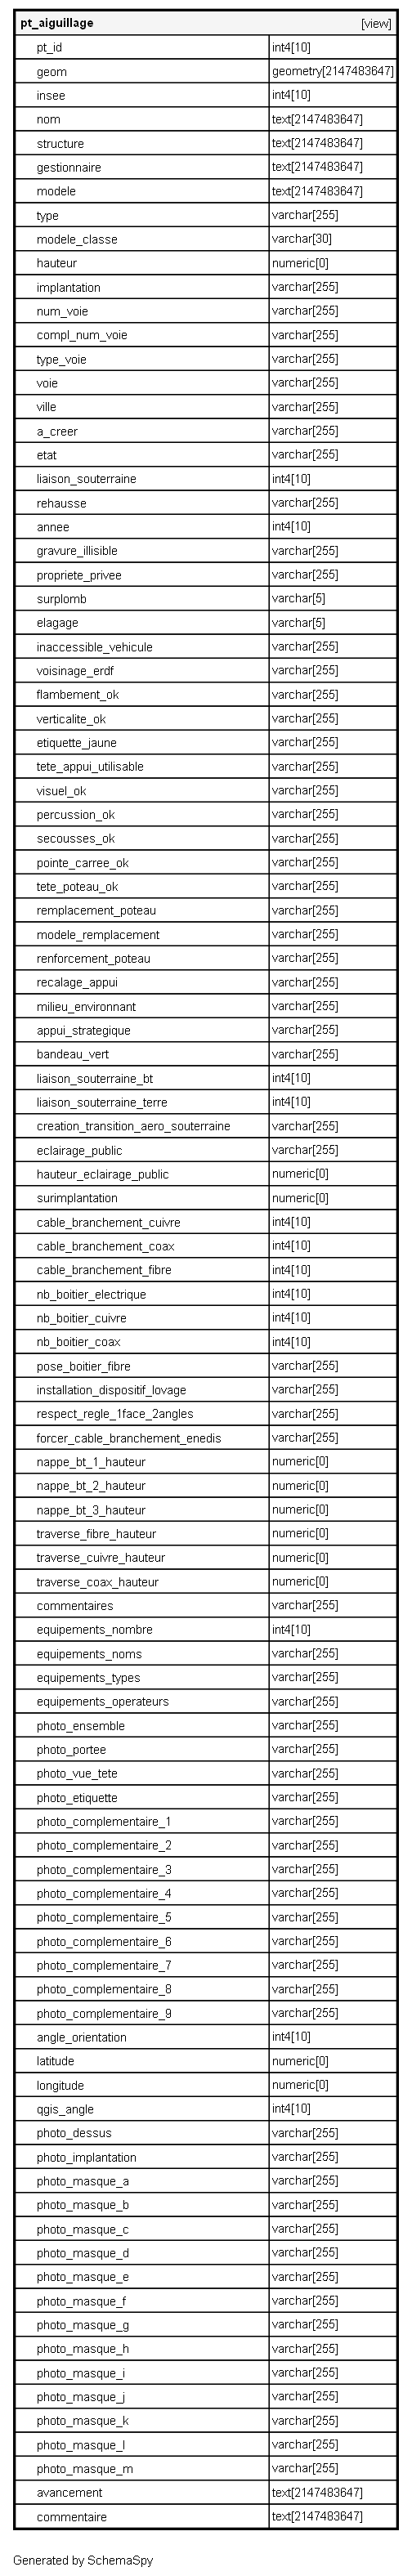 pt_aiguillage [view]
pt_id int4[10]
geom geometry[2147483647]
insee int4[10]
nom text[2147483647]
structure text[2147483647]
gestionnaire text[2147483647]
modele text[2147483647]
type varchar[255]
modele_classe varchar[30]
hauteur numeric[0]
implantation varchar[255]
num_voie varchar[255]
compl_num_voie varchar[255]
type_voie varchar[255]
voie varchar[255]
ville varchar[255]
a_creer varchar[255]
etat varchar[255]
liaison_souterraine int4[10]
rehausse varchar[255]
annee int4[10]
gravure_illisible varchar[255]
propriete_privee varchar[255]
surplomb varchar[5]
elagage varchar[5]
inaccessible_vehicule varchar[255]
voisinage_erdf varchar[255]
flambement_ok varchar[255]
verticalite_ok varchar[255]
etiquette_jaune varchar[255]
tete_appui_utilisable varchar[255]
visuel_ok varchar[255]
percussion_ok varchar[255]
secousses_ok varchar[255]
pointe_carree_ok varchar[255]
tete_poteau_ok varchar[255]
remplacement_poteau varchar[255]
modele_remplacement varchar[255]
renforcement_poteau varchar[255]
recalage_appui varchar[255]
milieu_environnant varchar[255]
appui_strategique varchar[255]
bandeau_vert varchar[255]
liaison_souterraine_bt int4[10]
liaison_souterraine_terre int4[10]
creation_transition_aero_souterraine varchar[255]
eclairage_public varchar[255]
hauteur_eclairage_public numeric[0]
surimplantation numeric[0]
cable_branchement_cuivre int4[10]
cable_branchement_coax int4[10]
cable_branchement_fibre int4[10]
nb_boitier_electrique int4[10]
nb_boitier_cuivre int4[10]
nb_boitier_coax int4[10]
pose_boitier_fibre varchar[255]
installation_dispositif_lovage varchar[255]
respect_regle_1face_2angles varchar[255]
forcer_cable_branchement_enedis varchar[255]
nappe_bt_1_hauteur numeric[0]
nappe_bt_2_hauteur numeric[0]
nappe_bt_3_hauteur numeric[0]
traverse_fibre_hauteur numeric[0]
traverse_cuivre_hauteur numeric[0]
traverse_coax_hauteur numeric[0]
commentaires varchar[255]
equipements_nombre int4[10]
equipements_noms varchar[255]
equipements_types varchar[255]
equipements_operateurs varchar[255]
photo_ensemble varchar[255]
photo_portee varchar[255]
photo_vue_tete varchar[255]
photo_etiquette varchar[255]
photo_complementaire_1 varchar[255]
photo_complementaire_2 varchar[255]
photo_complementaire_3 varchar[255]
photo_complementaire_4 varchar[255]
photo_complementaire_5 varchar[255]
photo_complementaire_6 varchar[255]
photo_complementaire_7 varchar[255]
photo_complementaire_8 varchar[255]
photo_complementaire_9 varchar[255]
angle_orientation int4[10]
latitude numeric[0]
longitude numeric[0]
qgis_angle int4[10]
photo_dessus varchar[255]
photo_implantation varchar[255]
photo_masque_a varchar[255]
photo_masque_b varchar[255]
photo_masque_c varchar[255]
photo_masque_d varchar[255]
photo_masque_e varchar[255]
photo_masque_f varchar[255]
photo_masque_g varchar[255]
photo_masque_h varchar[255]
photo_masque_i varchar[255]
photo_masque_j varchar[255]
photo_masque_k varchar[255]
photo_masque_l varchar[255]
photo_masque_m varchar[255]
avancement text[2147483647]
commentaire text[2147483647]
Generated by SchemaSpy